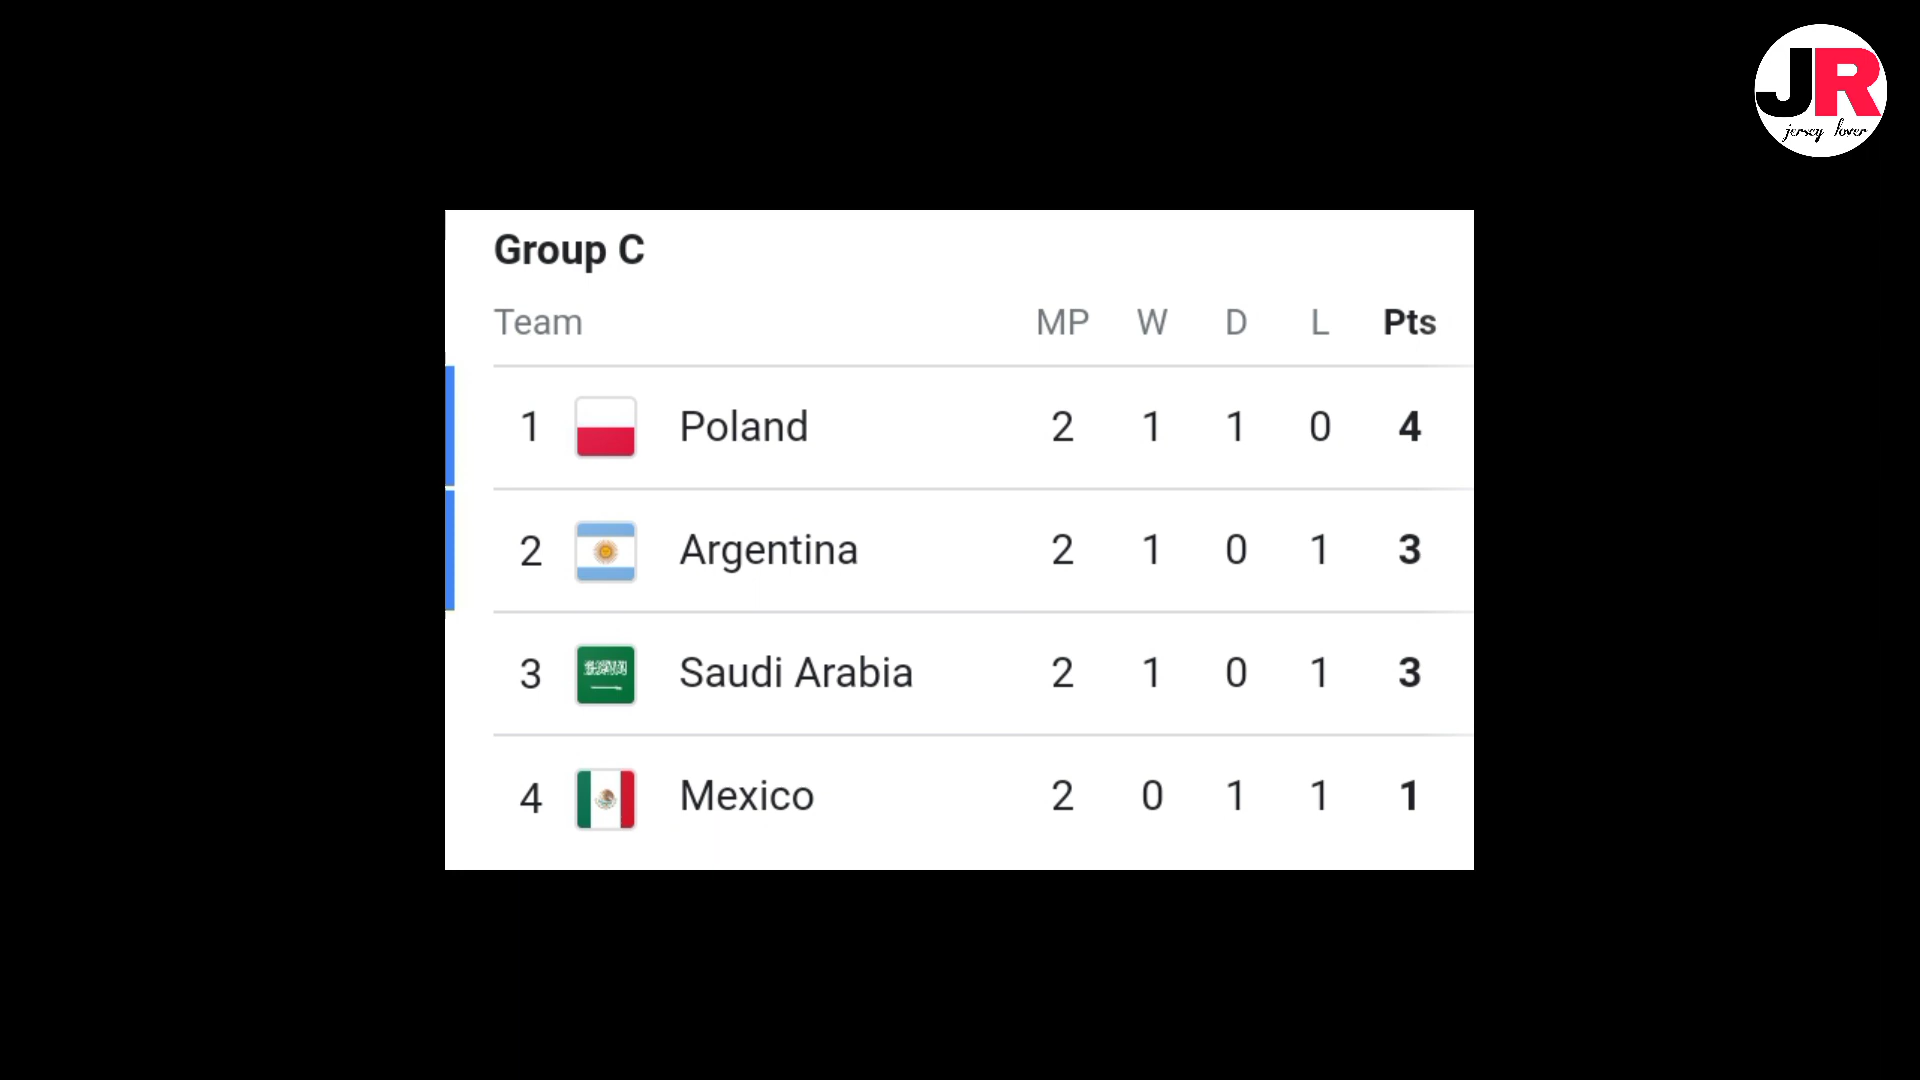 JR
jersey lover
Group C
Team MP W D L Pts
1 Poland 2 1 1 0 4
2 Argentina 2 1 0 1 3
3 Saudi Arabia 2 1 0 1 3
4 Mexico 2 0 1 1 1